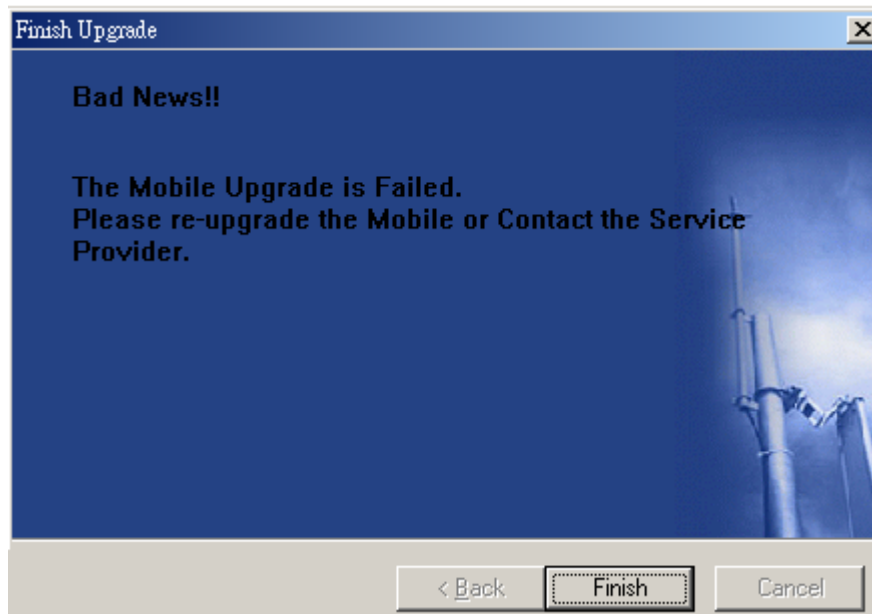 Finish Upgrade
Bad News!!
The Mobile Upgrade is Failed.
Please re-upgrade the Mobile or Contact the Service
Provider.
< Back
Finish
Cancel